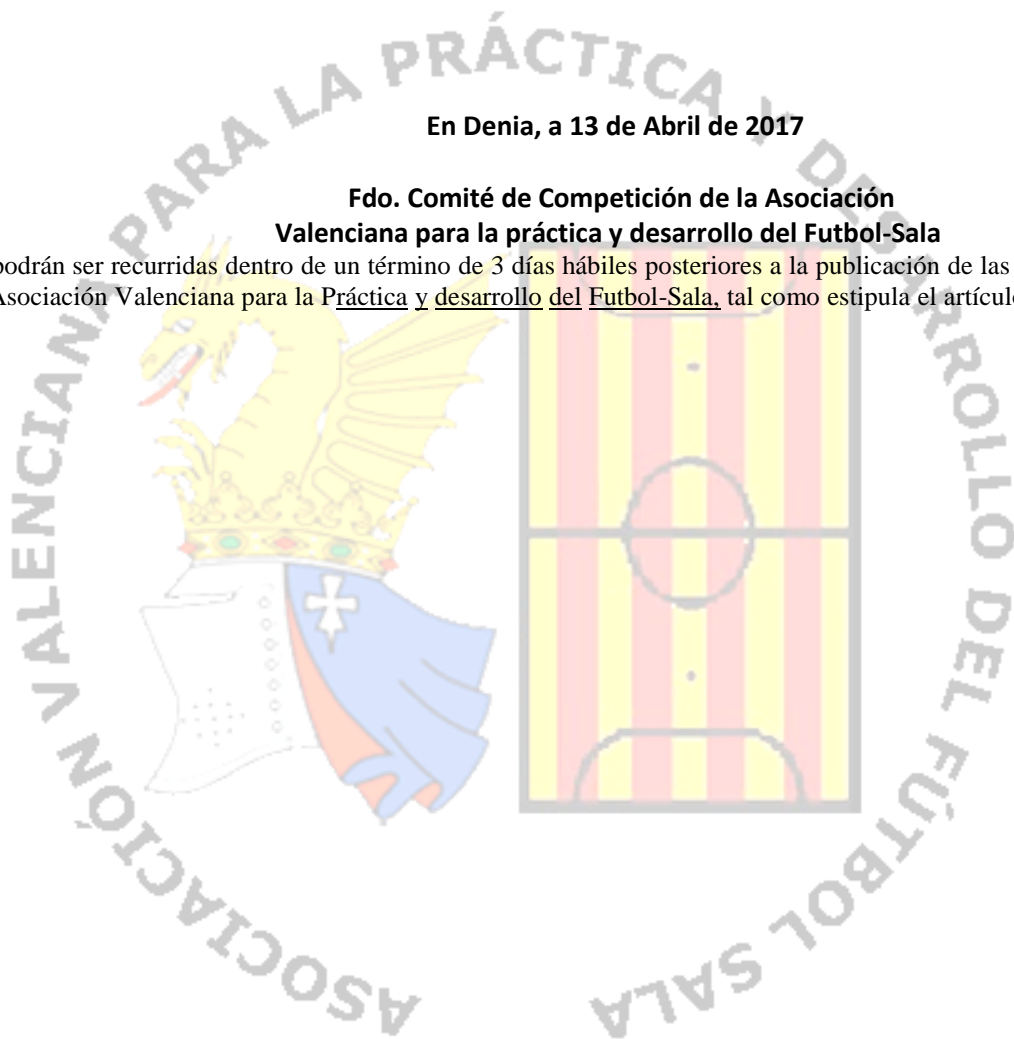 En Denia, a 13 de Abril de 2017
Fdo. Comité de Competición de la Asociación
Valenciana para la práctica y desarrollo del Futbol-Sala
podrán ser recurridas dentro de un término de 3 días hábiles posteriores a la publicación de las
Asociación Valenciana para la Práctica y desarrollo del Futbol-Sala, tal como estipula el artículo
ASOCIACIÓN VALENCIANA PARA LA PRÁCTICA Y DESARROLLO DEL FÚTBOL SALA